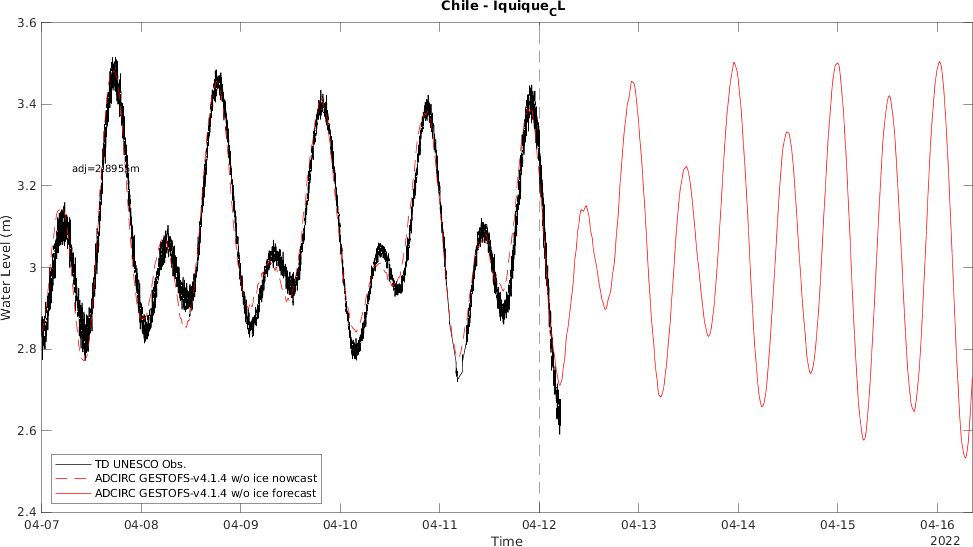 Chile - Iquique_CL
3.6
3.4
3.2
3
2.8
2.6
2.4
Water Level (m)
adj=2.8955m
TD UNESCO Obs.
ADCIRC GESTOFS-v4.1.4 w/o ice nowcast
ADCIRC GESTOFS-v4.1.4 w/o ice forecast
04-07 04-08 04-09 04-10 04-11 04-12 04-13 04-14 04-15 04-16
Time
2022